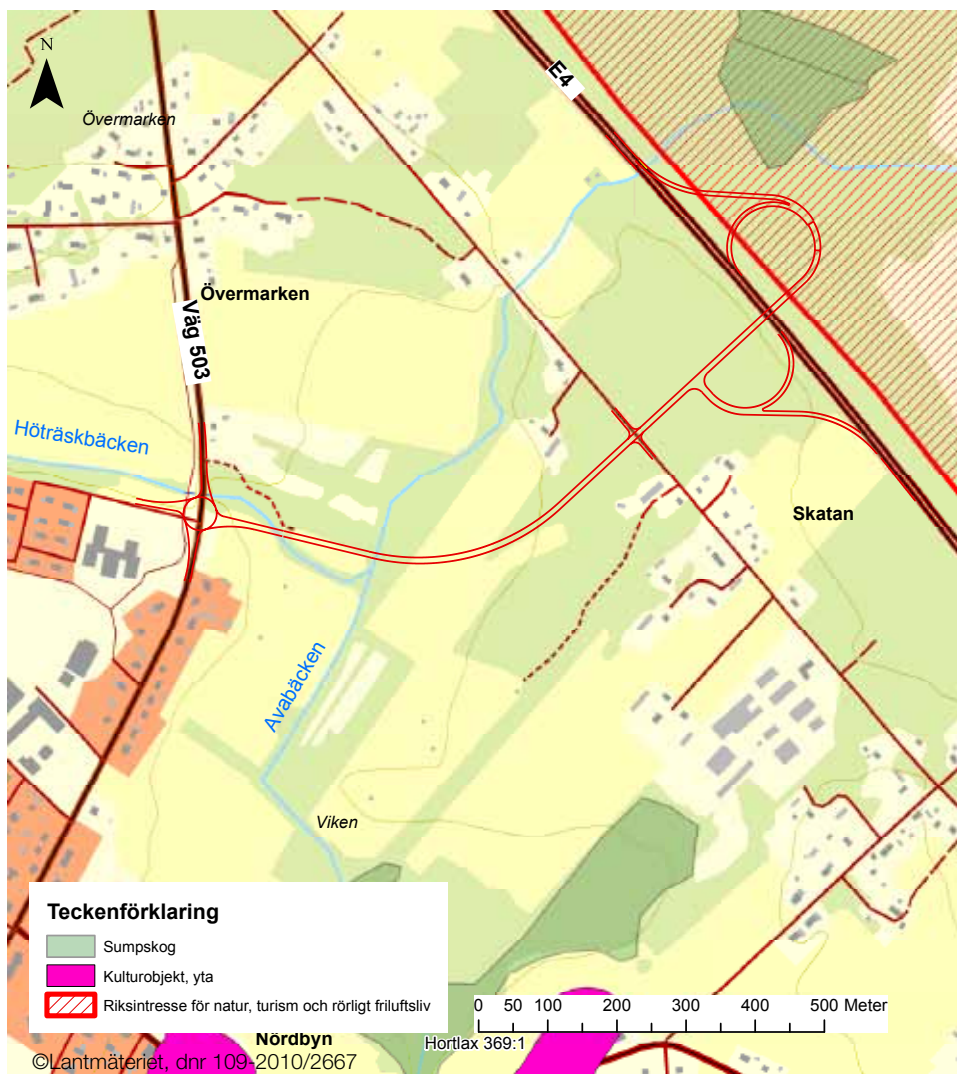 N
E4
Övermarken
Övermarken
Väg 503
Höträskbäcken
Skatan
Avabäcken
Viken
Teckenförklaring
Sumpskog
Kulturobjekt, yta
Riksintresse för natur, turism och rörligt friluftsliv
0 50 100 200 300 400 500 Meter
Nördbyn
Hortlax 369:1
©Lantmäteriet, dnr 109-2010/2667